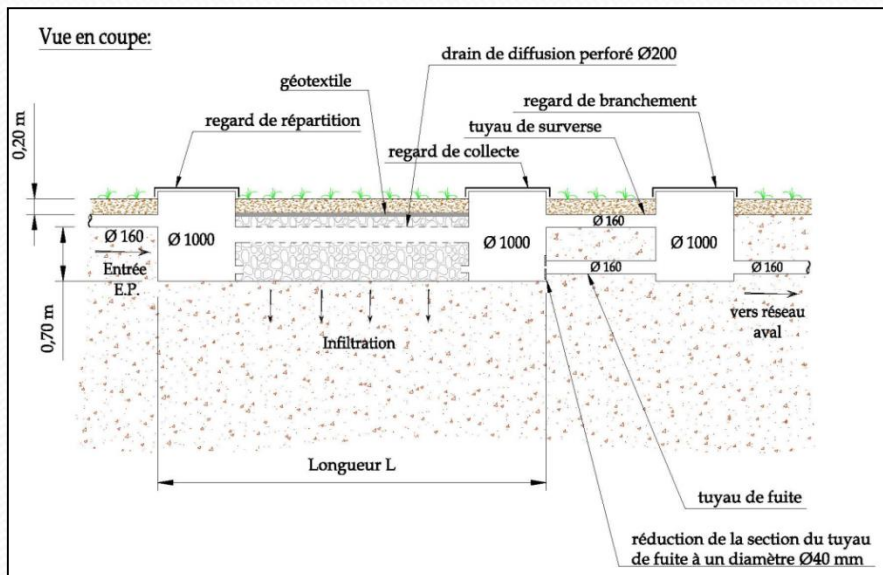 Vue en coupe:
drain de diffusion perforé Ø200
géotextile
regard de branchement
regard de répartition
tuyau de surverse
regard de collecte
0,20 m
Ø 160
Ø 160
Ø 1000
Ø 1000
Ø 1000
Entrée
E.P.
Ø 160
Ø 160
0,70 m
Infiltration
vers réseau
aval
Longueur L
tuyau de fuite
réduction de la section du tuyau
de fuite à un diamètre Ø40 mm